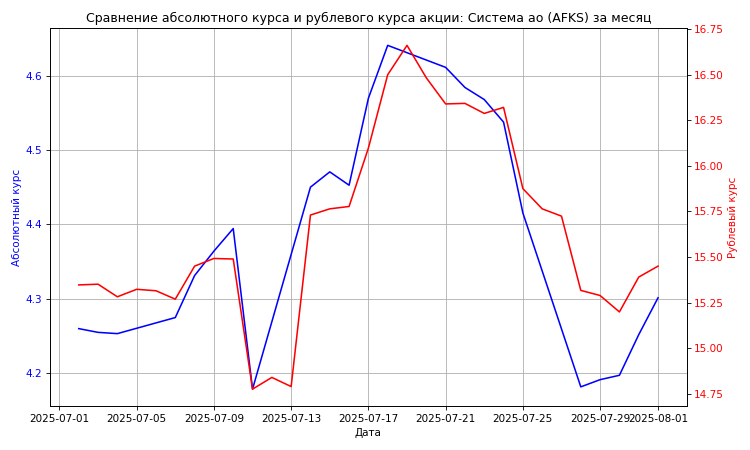 Сравнение абсолютного курса и рублевого курса акции: Система ао (AFKS) за месяц
Абсолютный курс
4.6
4.5
4.4
4.3
4.2
16.75
16.50
16.25
16.00
15.75
15.50
15.25
15.00
14.75
Рублевый курс
2025-07-01 2025-07-05 2025-07-09 2025-07-13 2025-07-17 2025-07-21 2025-07-25 2025-07-29 2025-08-01
Дата